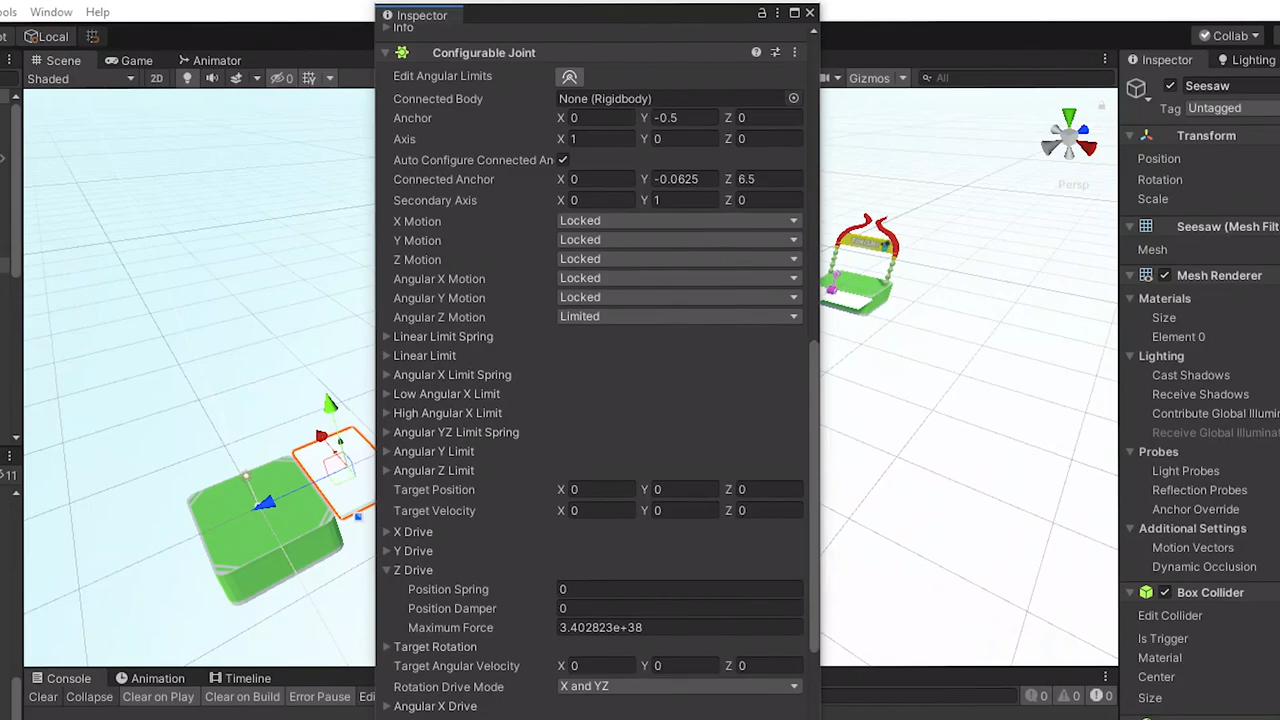 ols Window Help
ot Local
Scene Game Animator
Shaded 2D
Inspector
Info
Configurable Joint
Edit Angular Limits
Connected Body None (Rigidbody)
Anchor X 0 Y -0.5 Z 0
Axis X 1 Y 0 Z 0
Auto Configure Connected An
Connected Anchor X 0 Y -0.0625 Z 6.5
Secondary Axis X 0 Y 1 Z 0
X Motion Locked
Y Motion Locked
Z Motion Locked
Angular X Motion Locked
Angular Y Motion Locked
Angular Z Motion Limited
Linear Limit Spring
Linear Limit
Angular X Limit Spring
Low Angular X Limit
High Angular X Limit
Angular YZ Limit Spring
Angular Y Limit
Angular Z Limit
Target Position X 0 Y 0 Z 0
Target Velocity X 0 Y 0 Z 0
X Drive
Y Drive
Z Drive
Position Spring 0
Position Damper 0
Maximum Force 3.402823e+38
Target Rotation
Target Angular Velocity X 0 Y 0 Z 0
Rotation Drive Mode X and YZ
Angular X Drive
Gizmos All
Persp
Collab
Inspector Lighting
Seesaw
Tag Untagged
Transform
Position
Rotation
Scale
Seesaw (Mesh Filt
Mesh
Mesh Renderer
Materials
Size
Element 0
Lighting
Cast Shadows
Receive Shadows
Contribute Global Illumin
Receive Global Illuminat
Probes
Light Probes
Reflection Probes
Anchor Override
Additional Settings
Motion Vectors
Dynamic Occlusion
Box Collider
Edit Collider
Is Trigger
Material
Center
Size
11
Console Animation Timeline
Clear Collapse Clear on Play Clear on Build Error Pause Edi
0 0 0